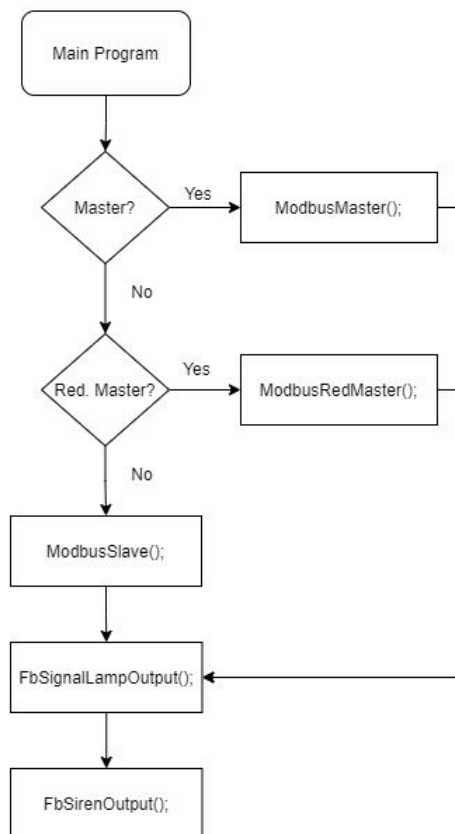 Main Program
Master?
Yes
ModbusMaster();
No
Red. Master?
Yes
ModbusRedMaster();
No
ModbusSlave();
FbSignalLampOutput();
FbSirenOutput();